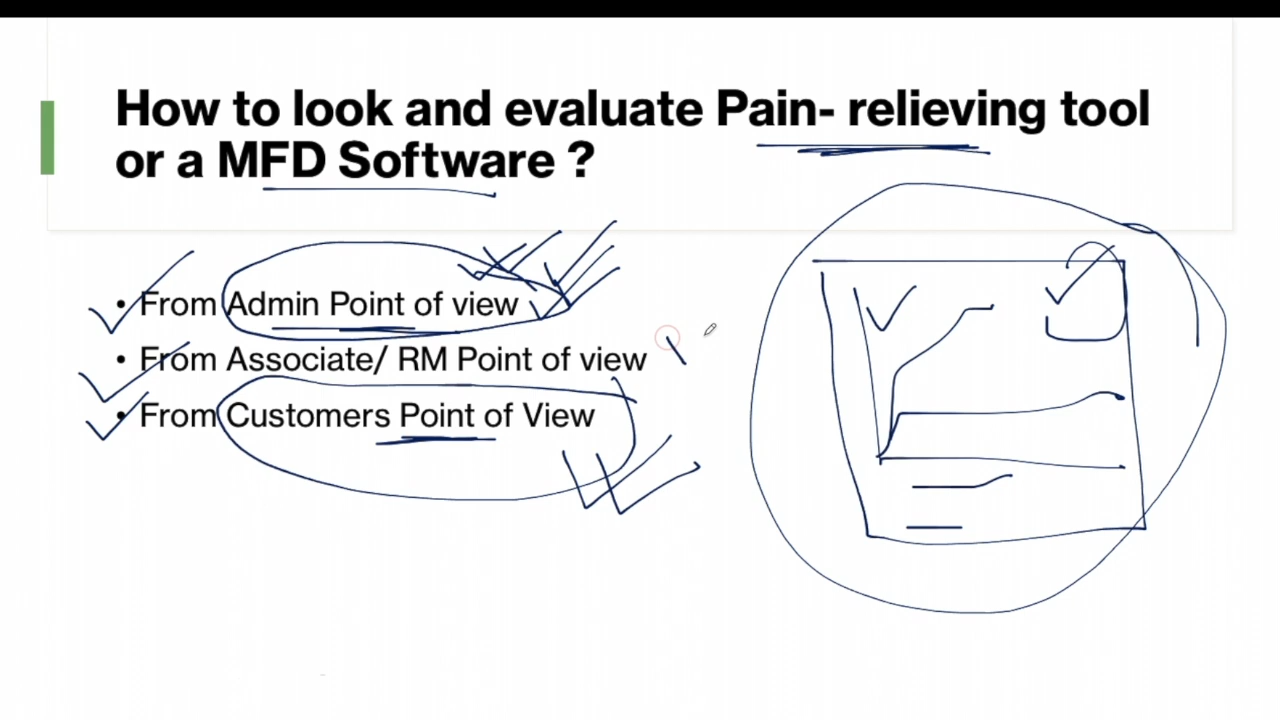 How to look and evaluate Pain- relieving tool
or a MFD Software ?
• From Admin Point of view
• From Associate/ RM Point of view
• From Customers Point of View